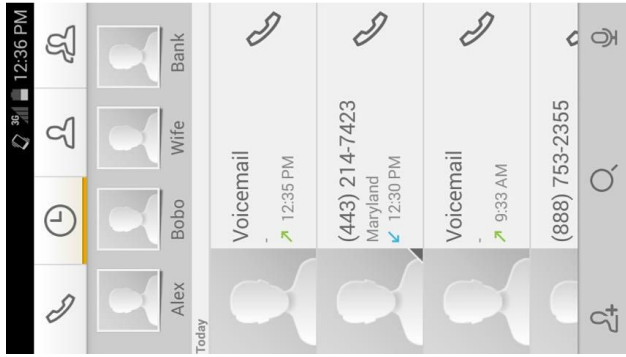 3G 12:36 PM
Alex Bobo Wife Bank
Today
Voicemail
-
12:35 PM
(443) 214-7423
Maryland
12:30 PM
Voicemail
-
9:33 AM
(888) 753-2355